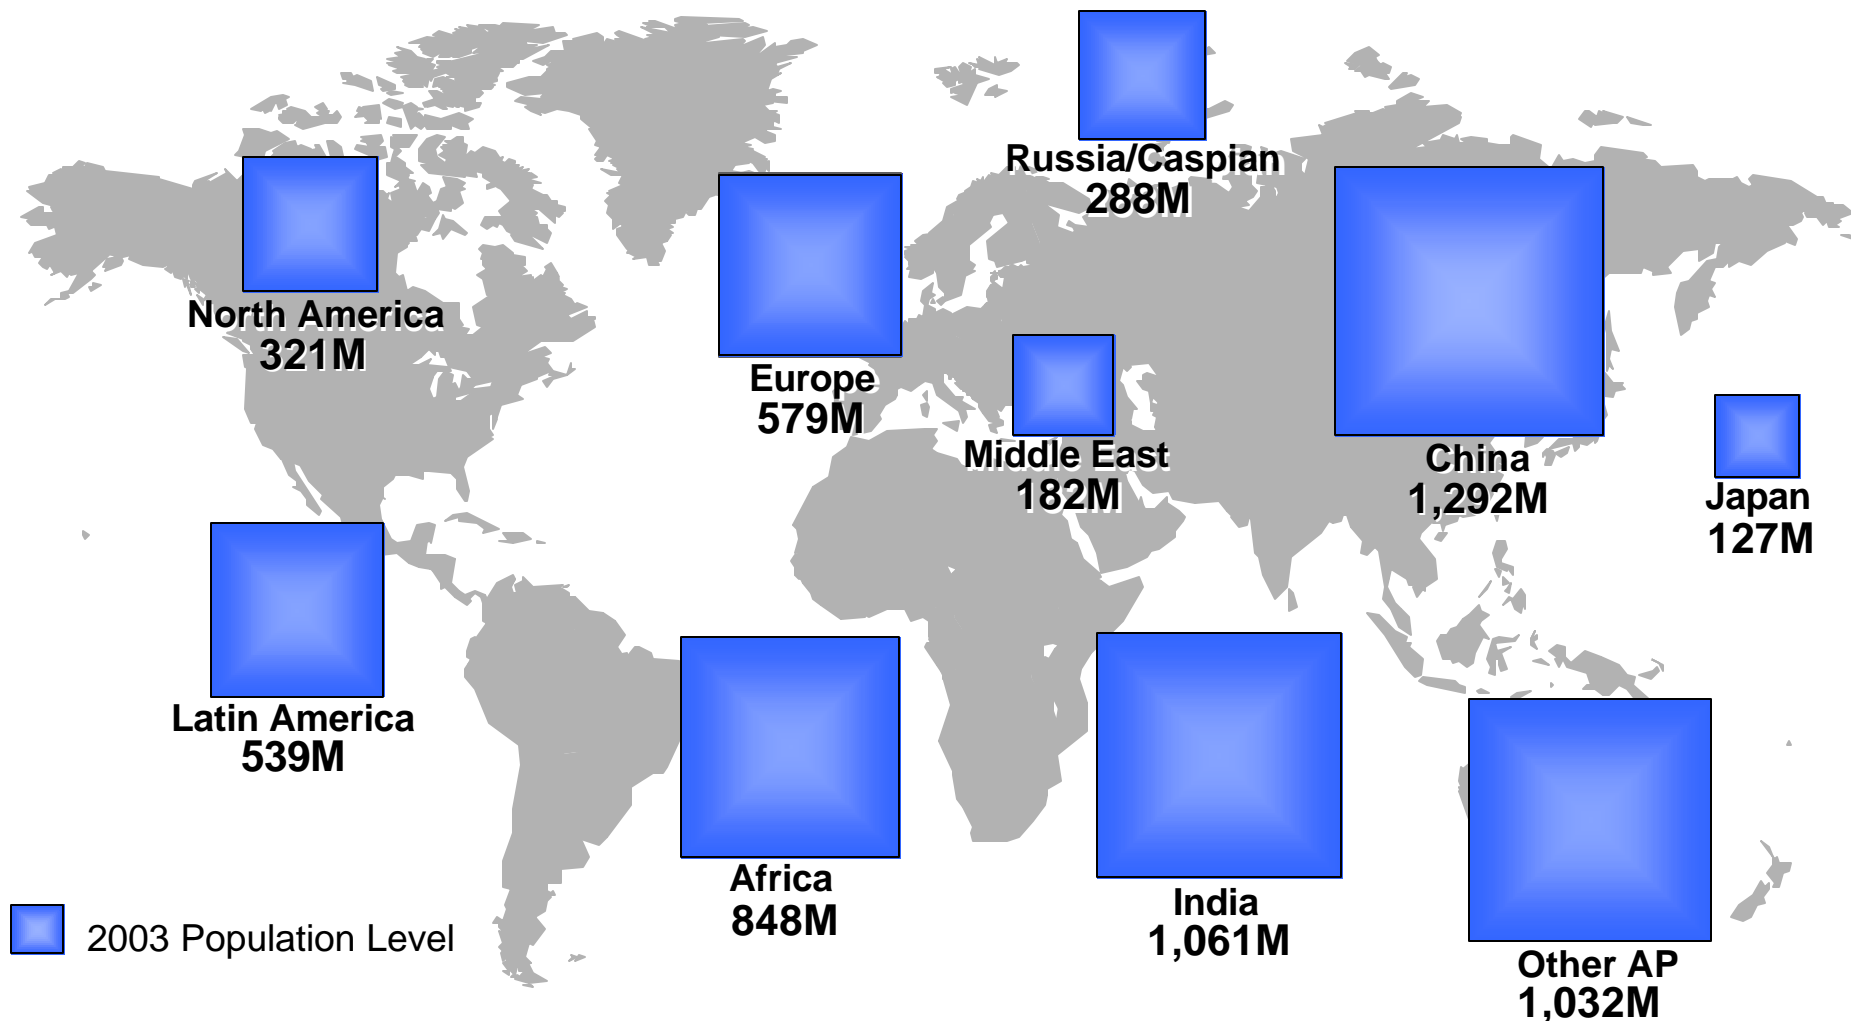 Russia/Caspian
288M
North America
321M
Europe
579M
Middle East
182M
China
1,292M
Japan
127M
Latin America
539M
Africa
848M
India
1,061M
Other AP
1,032M
2003 Population Level